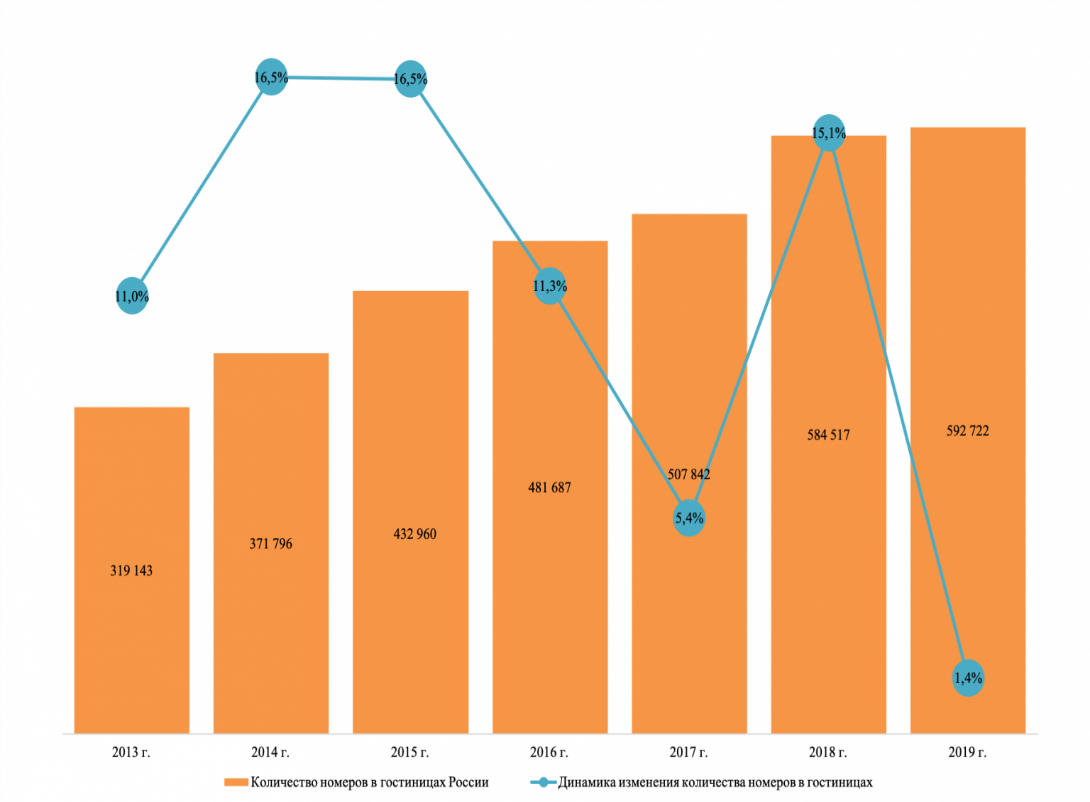 16,5%
16,5%
15,1%
11,0%
11,3%
592 722
584 517
507 842
481 687
5,4%
432 960
371 796
319 143
1,4%
2013 г.
2014 г.
2015 г.
2016 г.
2017 г.
2018 г.
2019 г.
Количество номеров в гостиницах России
Динамика изменения количества номеров в гостиницах